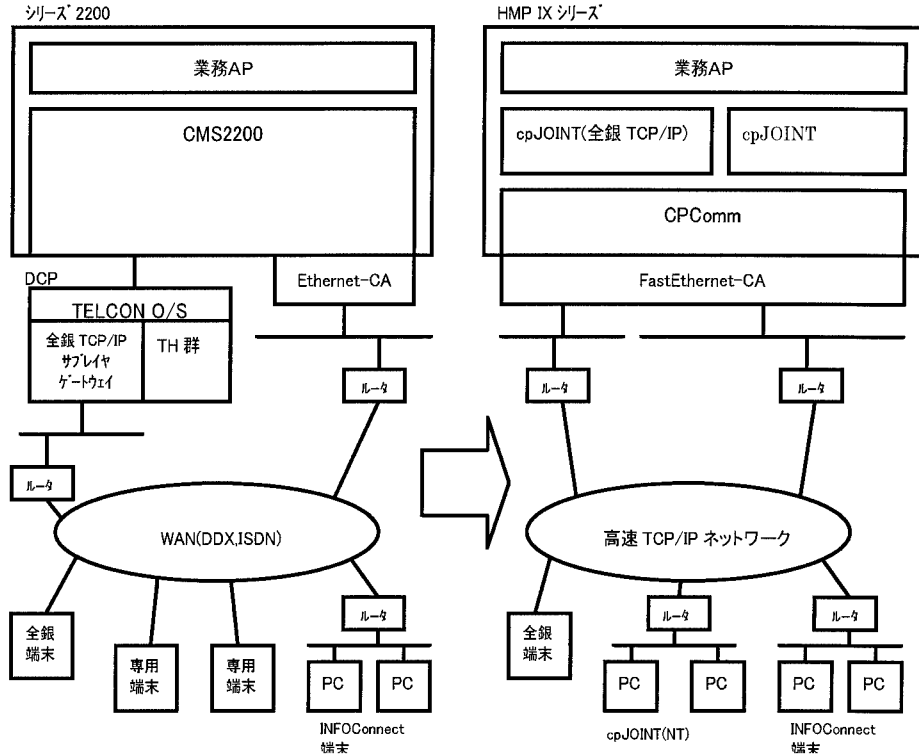 シリーズ2200
業務AP
CMS2200
DCP
Ethernet-CA
TELCON O/S
全銀 TCP/IP
サブレイヤ
ゲートウェイ
TH 群
ルータ
ルータ
WAN(DDX,ISDN)
全銀
端末
専用
端末
専用
端末
ルータ
PC
PC
INFOConnect
端末
HMP IX シリーズ
業務AP
cpJOINT(全銀 TCP/IP)
cpJOINT
CPComm
FastEthernet-CA
ルータ
ルータ
高速 TCP/IP ネットワーク
全銀
端末
ルータ
PC
PC
cpJOINT(NT)
ルータ
PC
PC
INFOConnect
端末